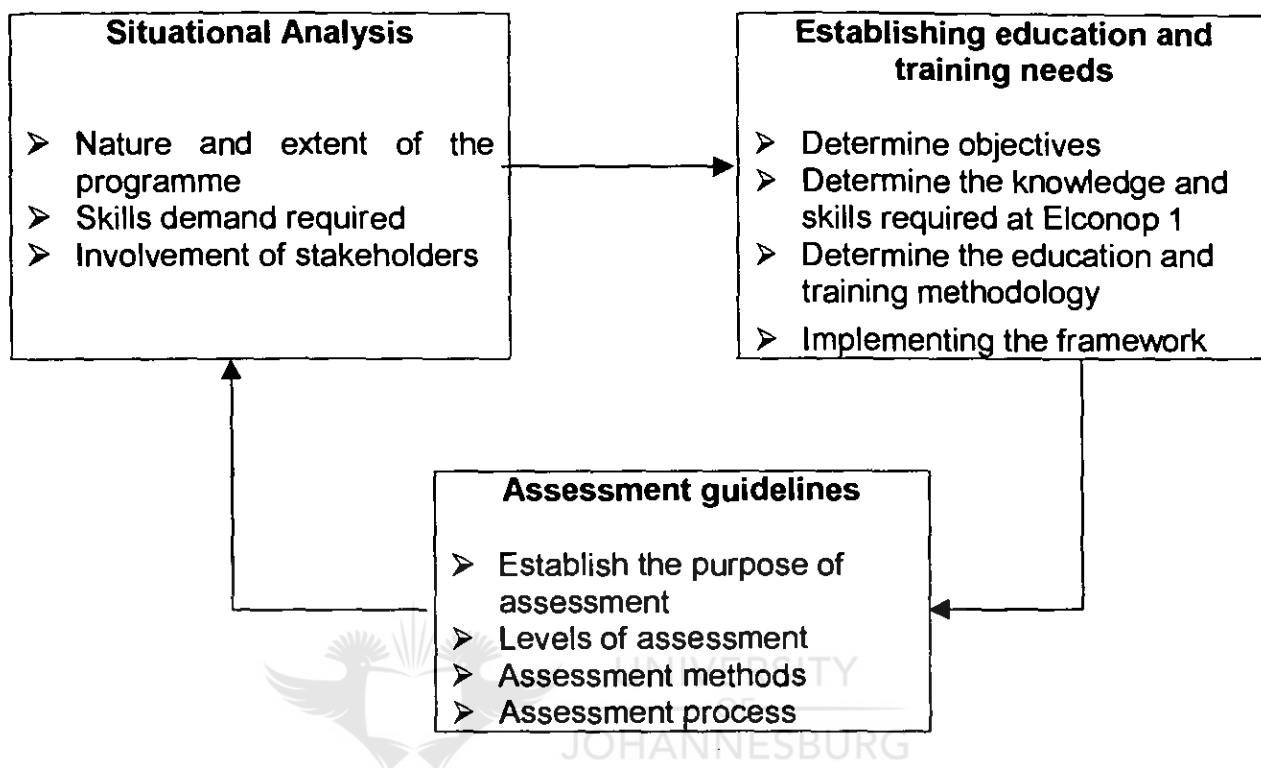 Situational Analysis
➢ Nature and extent of the
programme
➢ Skills demand required
➢ Involvement of stakeholders
Establishing education and
training needs
➢ Determine objectives
➢ Determine the knowledge and
skills required at Elconop 1
➢ Determine the education and
training methodology
➢ Implementing the framework
Assessment guidelines
➢ Establish the purpose of
assessment
➢ Levels of assessment
➢ Assessment methods
➢ Assessment process
UNIVERSITY
OF
JOHANNESBURG